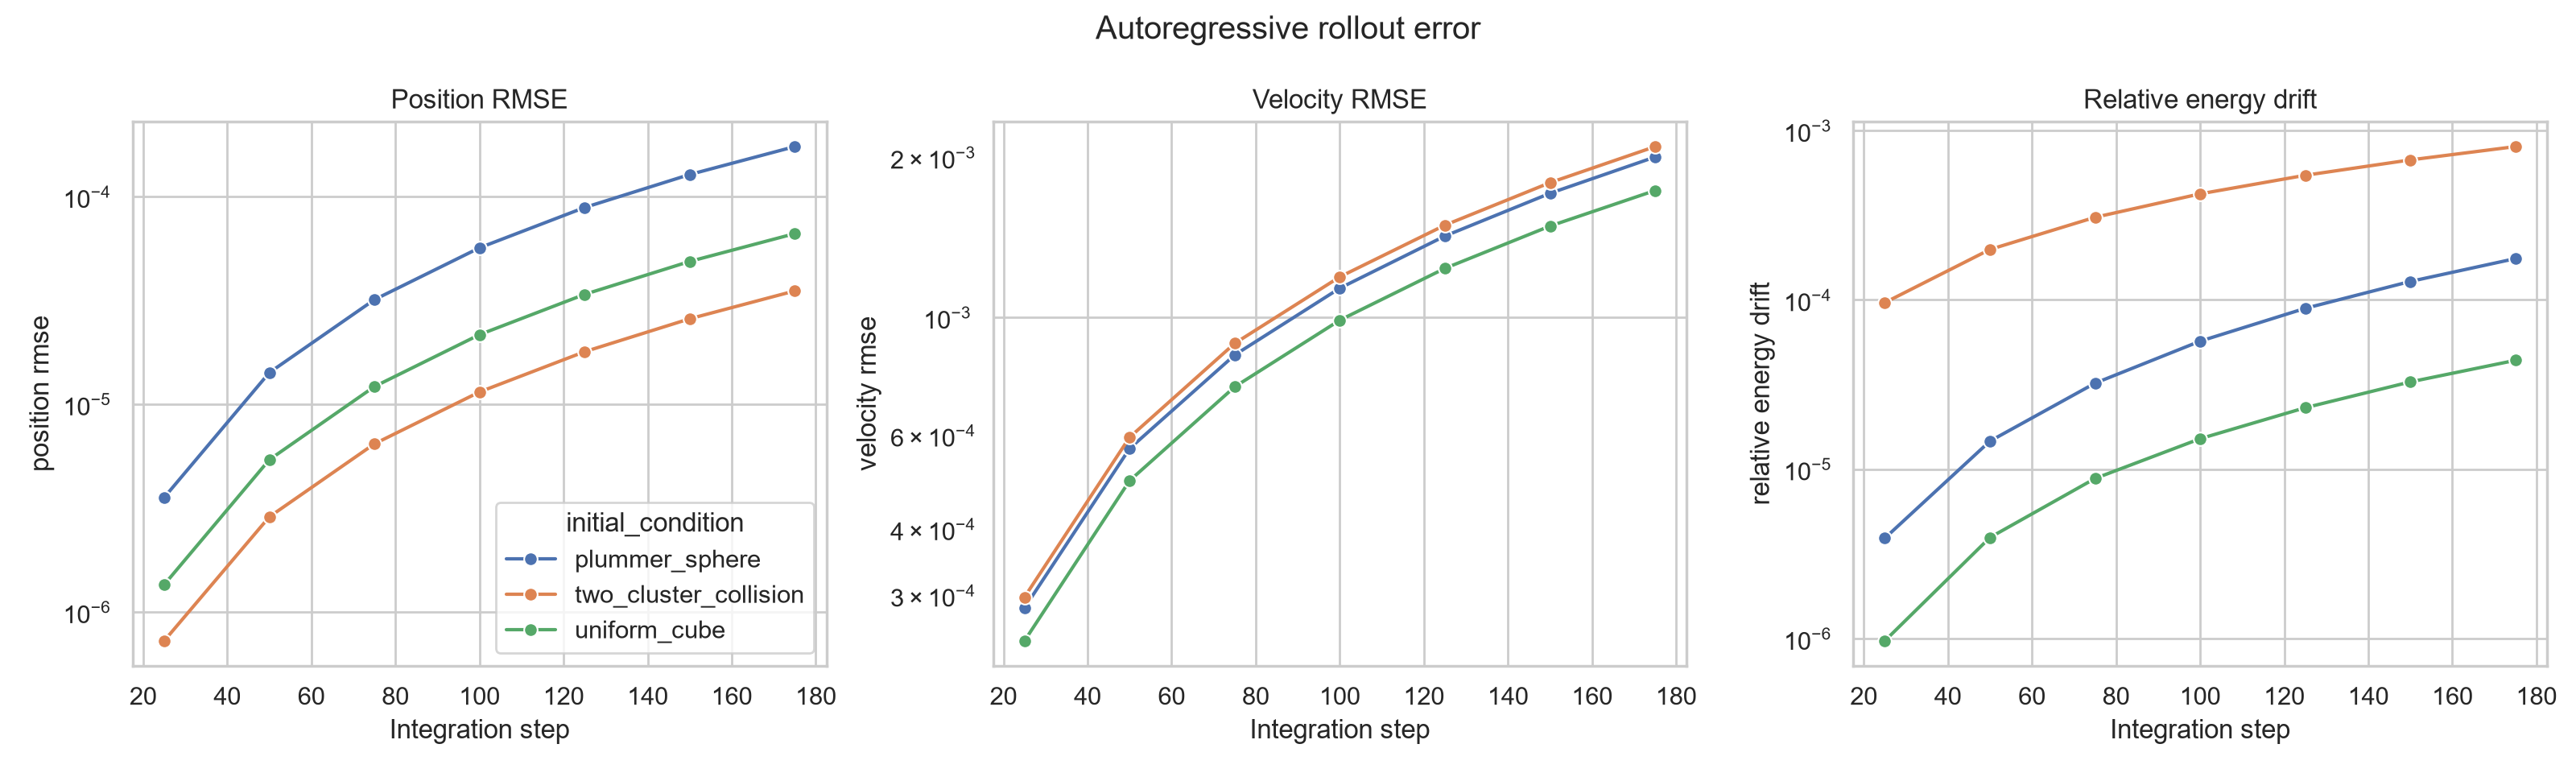 Autoregressive rollout error
Position RMSE
position rmse
10⁻⁴
10⁻⁵
10⁻⁶
20 40 60 80 100 120 140 160 180
Integration step
initial_condition
plummer_sphere
two_cluster_collision
uniform_cube
Velocity RMSE
velocity rmse
2 × 10⁻³
10⁻³
6 × 10⁻⁴
4 × 10⁻⁴
3 × 10⁻⁴
20 40 60 80 100 120 140 160 180
Integration step
Relative energy drift
relative energy drift
10⁻³
10⁻⁴
10⁻⁵
10⁻⁶
20 40 60 80 100 120 140 160 180
Integration step